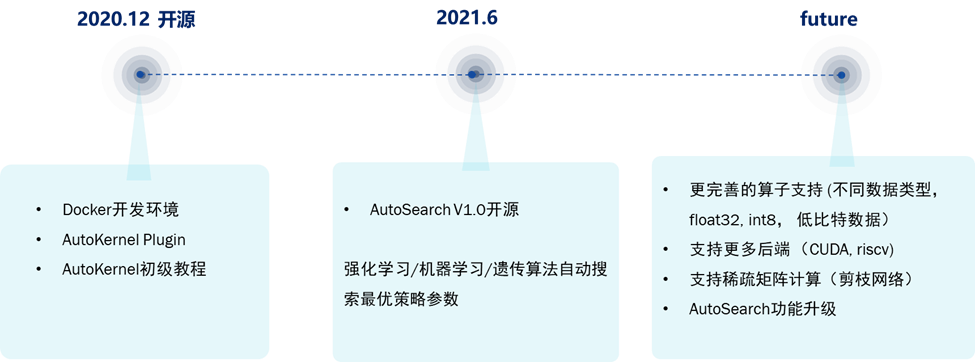 2020.12 开源
2021.6
future
• Docker开发环境
• AutoKernel Plugin
• AutoKernel初级教程
• AutoSearch V1.0开源
强化学习/机器学习/遗传算法自动搜
索最优策略参数
• 更完善的算子支持 (不同数据类型，
float32, int8， 低比特数据）
• 支持更多后端 （CUDA, riscv)
• 支持稀疏矩阵计算（剪枝网络）
• AutoSearch功能升级